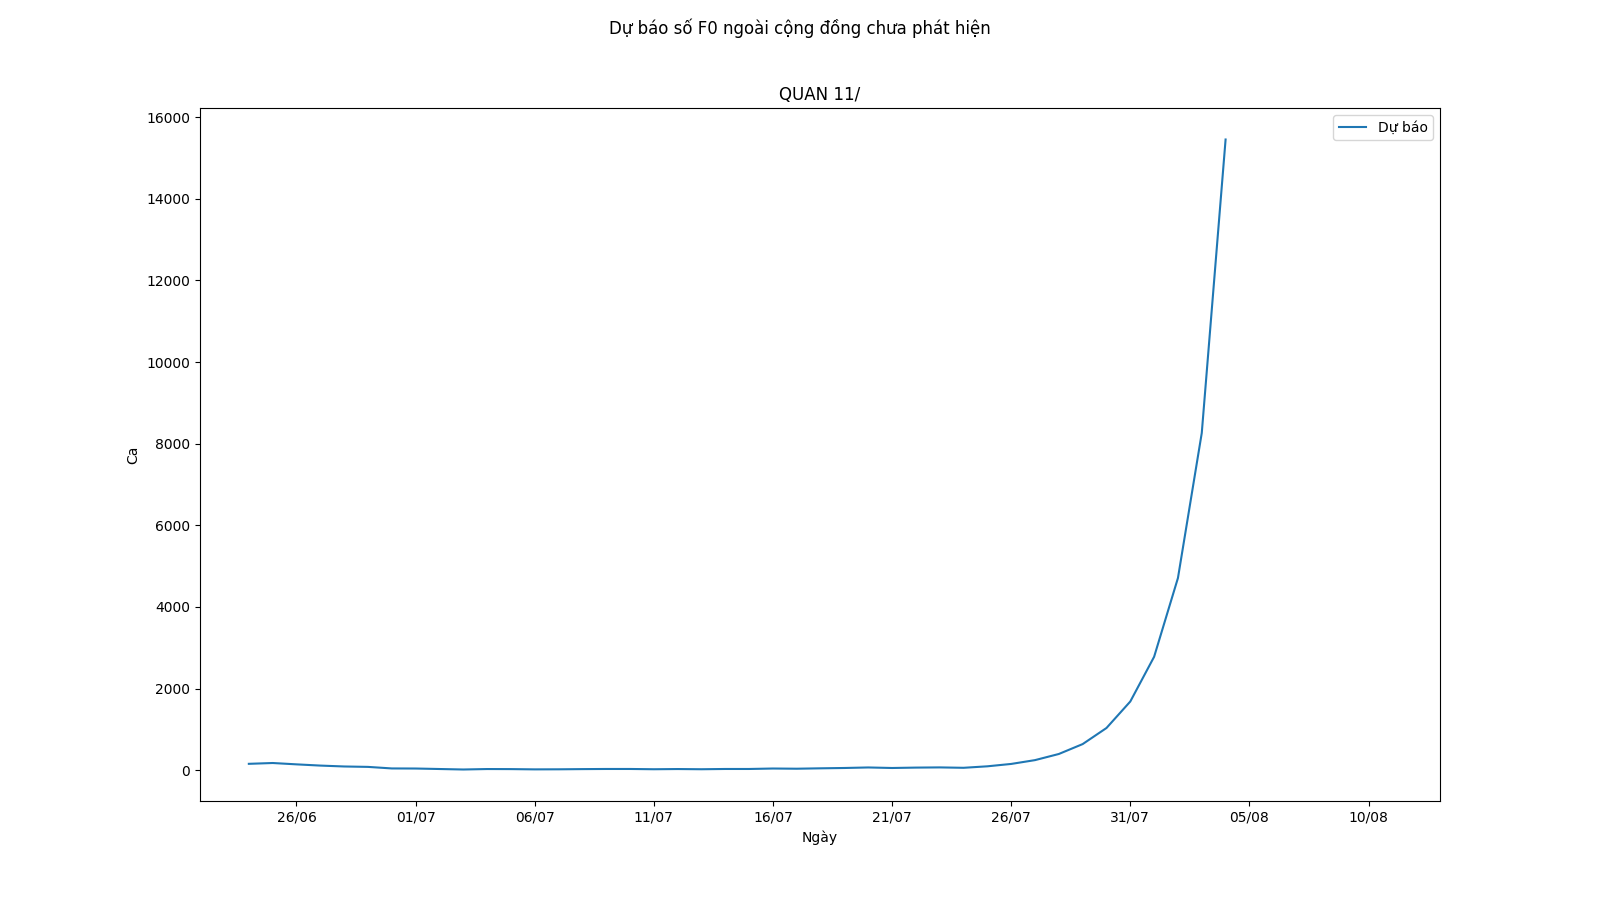 Dự báo số F0 ngoài cộng đồng chưa phát hiện
QUAN 11/
Dự báo
16000
14000
12000
10000
8000
6000
4000
2000
0
Ca
26/06 01/07 06/07 11/07 16/07 21/07 26/07 31/07 05/08 10/08
Ngày